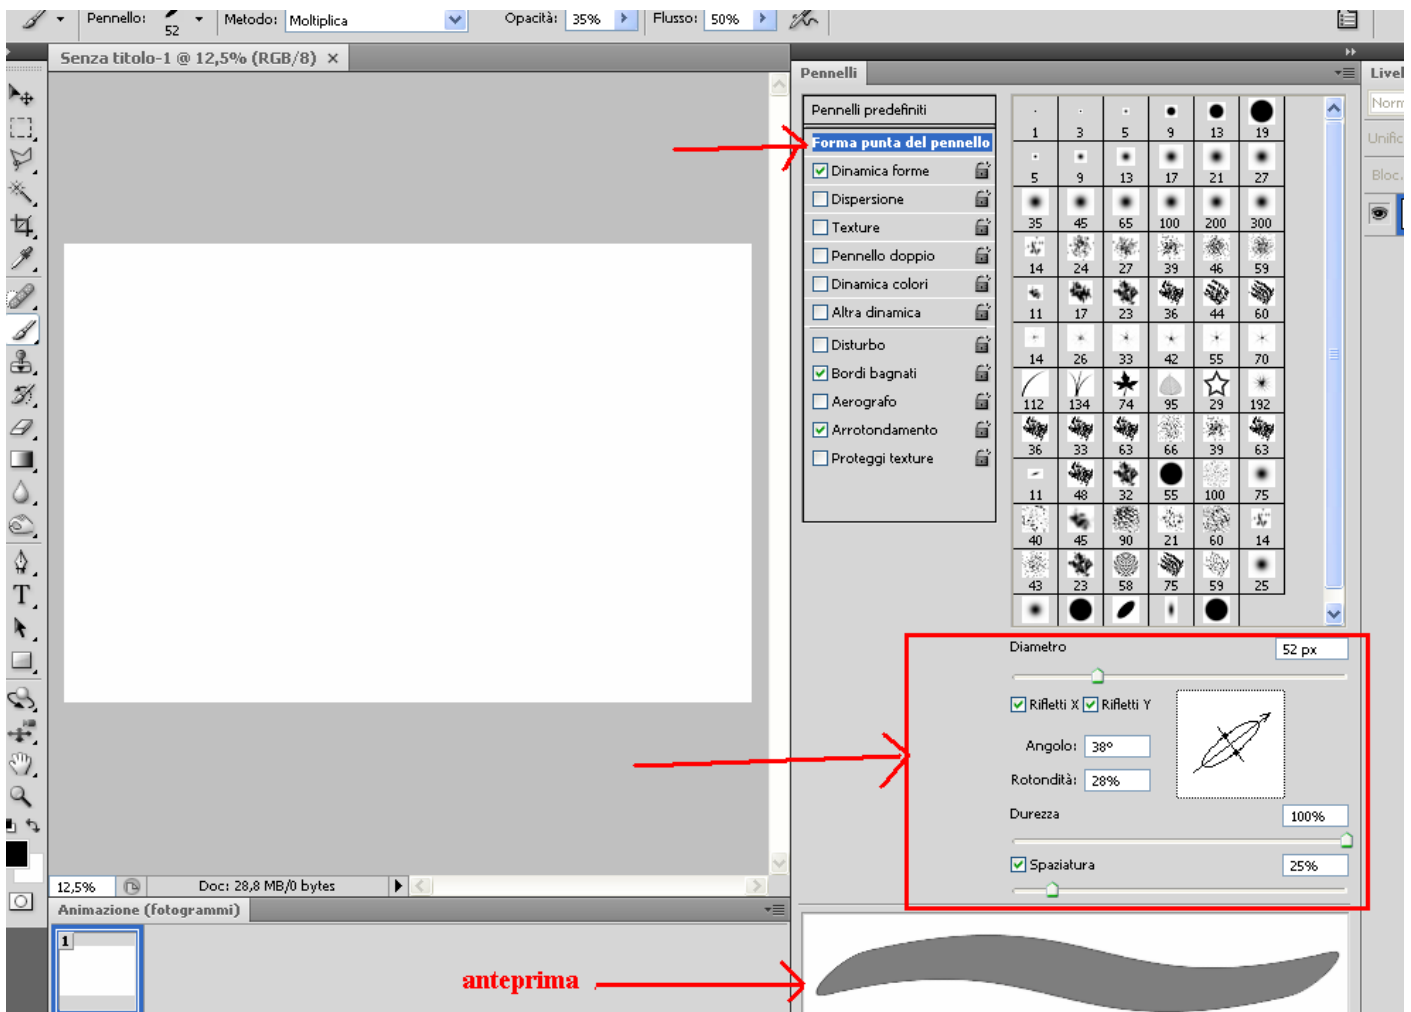 Pennello: 52 Metodo: Moltiplica Opacità: 35% Flusso: 50%
Senza titolo-1 @ 12,5% (RGB/8) x
Pennelli
Livel
Norm
Unific
Bloc.
Pennelli predefiniti
Forma punta del pennello
Dinamica forme
Dispersione
Texture
Pennello doppio
Dinamica colori
Altra dinamica
Disturbo
Bordi bagnati
Aerografo
Arrotondamento
Proteggi texture
1 3 5 9 13 19
5 9 13 17 21 27
35 45 65 100 200 300
14 24 27 39 46 59
11 17 23 36 44 60
14 26 33 42 55 70
112 134 74 95 29 192
36 33 63 66 39 63
11 48 32 55 100 75
40 45 90 21 60 14
43 23 58 75 59 25
Diametro 52 px
Rifletti X Rifletti Y
Angolo: 38°
Rotondità: 28%
Durezza 100%
Spaziatura 25%
12,5% Doc: 28,8 MB/0 bytes
Animazione (fotogrammi)
1
anteprima